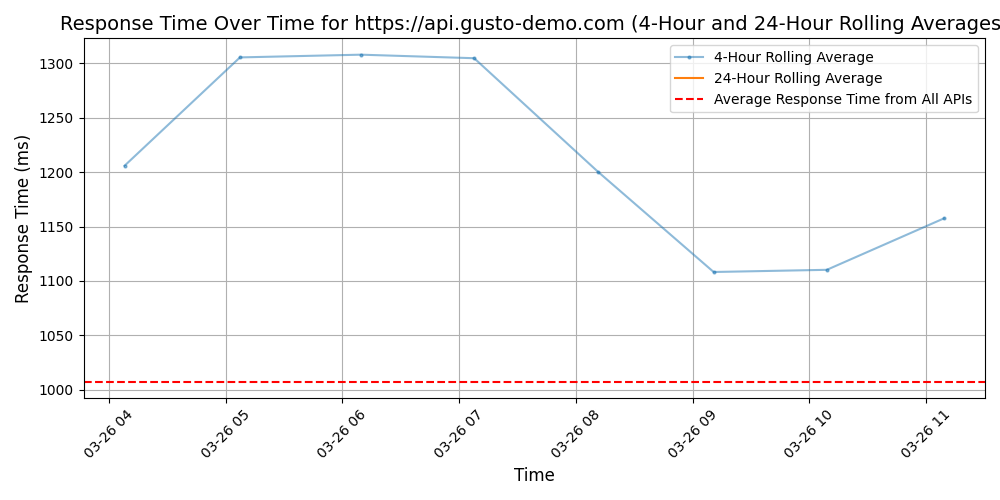 Response Time Over Time for https://api.gusto-demo.com (4-Hour and 24-Hour Rolling Averages
4-Hour Rolling Average
24-Hour Rolling Average
Average Response Time from All APIs
Response Time (ms)
1300
1250
1200
1150
1100
1050
1000
03-26 04
03-26 05
03-26 06
03-26 07
03-26 08
03-26 09
03-26 10
03-26 11
Time